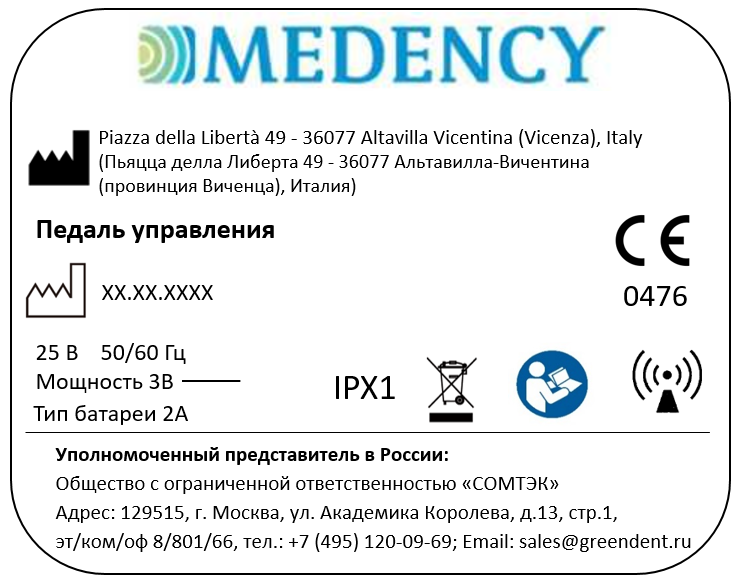 MEDENCY
Piazza della Libertà 49 - 36077 Altavilla Vicentina (Vicenza), Italy
(Пьяцца делла Либерта 49 - 36077 Альтавилла-Вичентина
(провинция Виченца), Италия)
Педаль управления
CE
0476
XX.XX.XXXX
25 В 50/60 Гц
Мощность 3В
Тип батареи 2А
IPX1
Уполномоченный представитель в России:
Общество с ограниченной ответственностью «СОМТЭК»
Адрес: 129515, г. Москва, ул. Академика Королева, д.13, стр.1,
эт/ком/оф 8/801/66, тел.: +7 (495) 120-09-69; Email: sales@greendent.ru